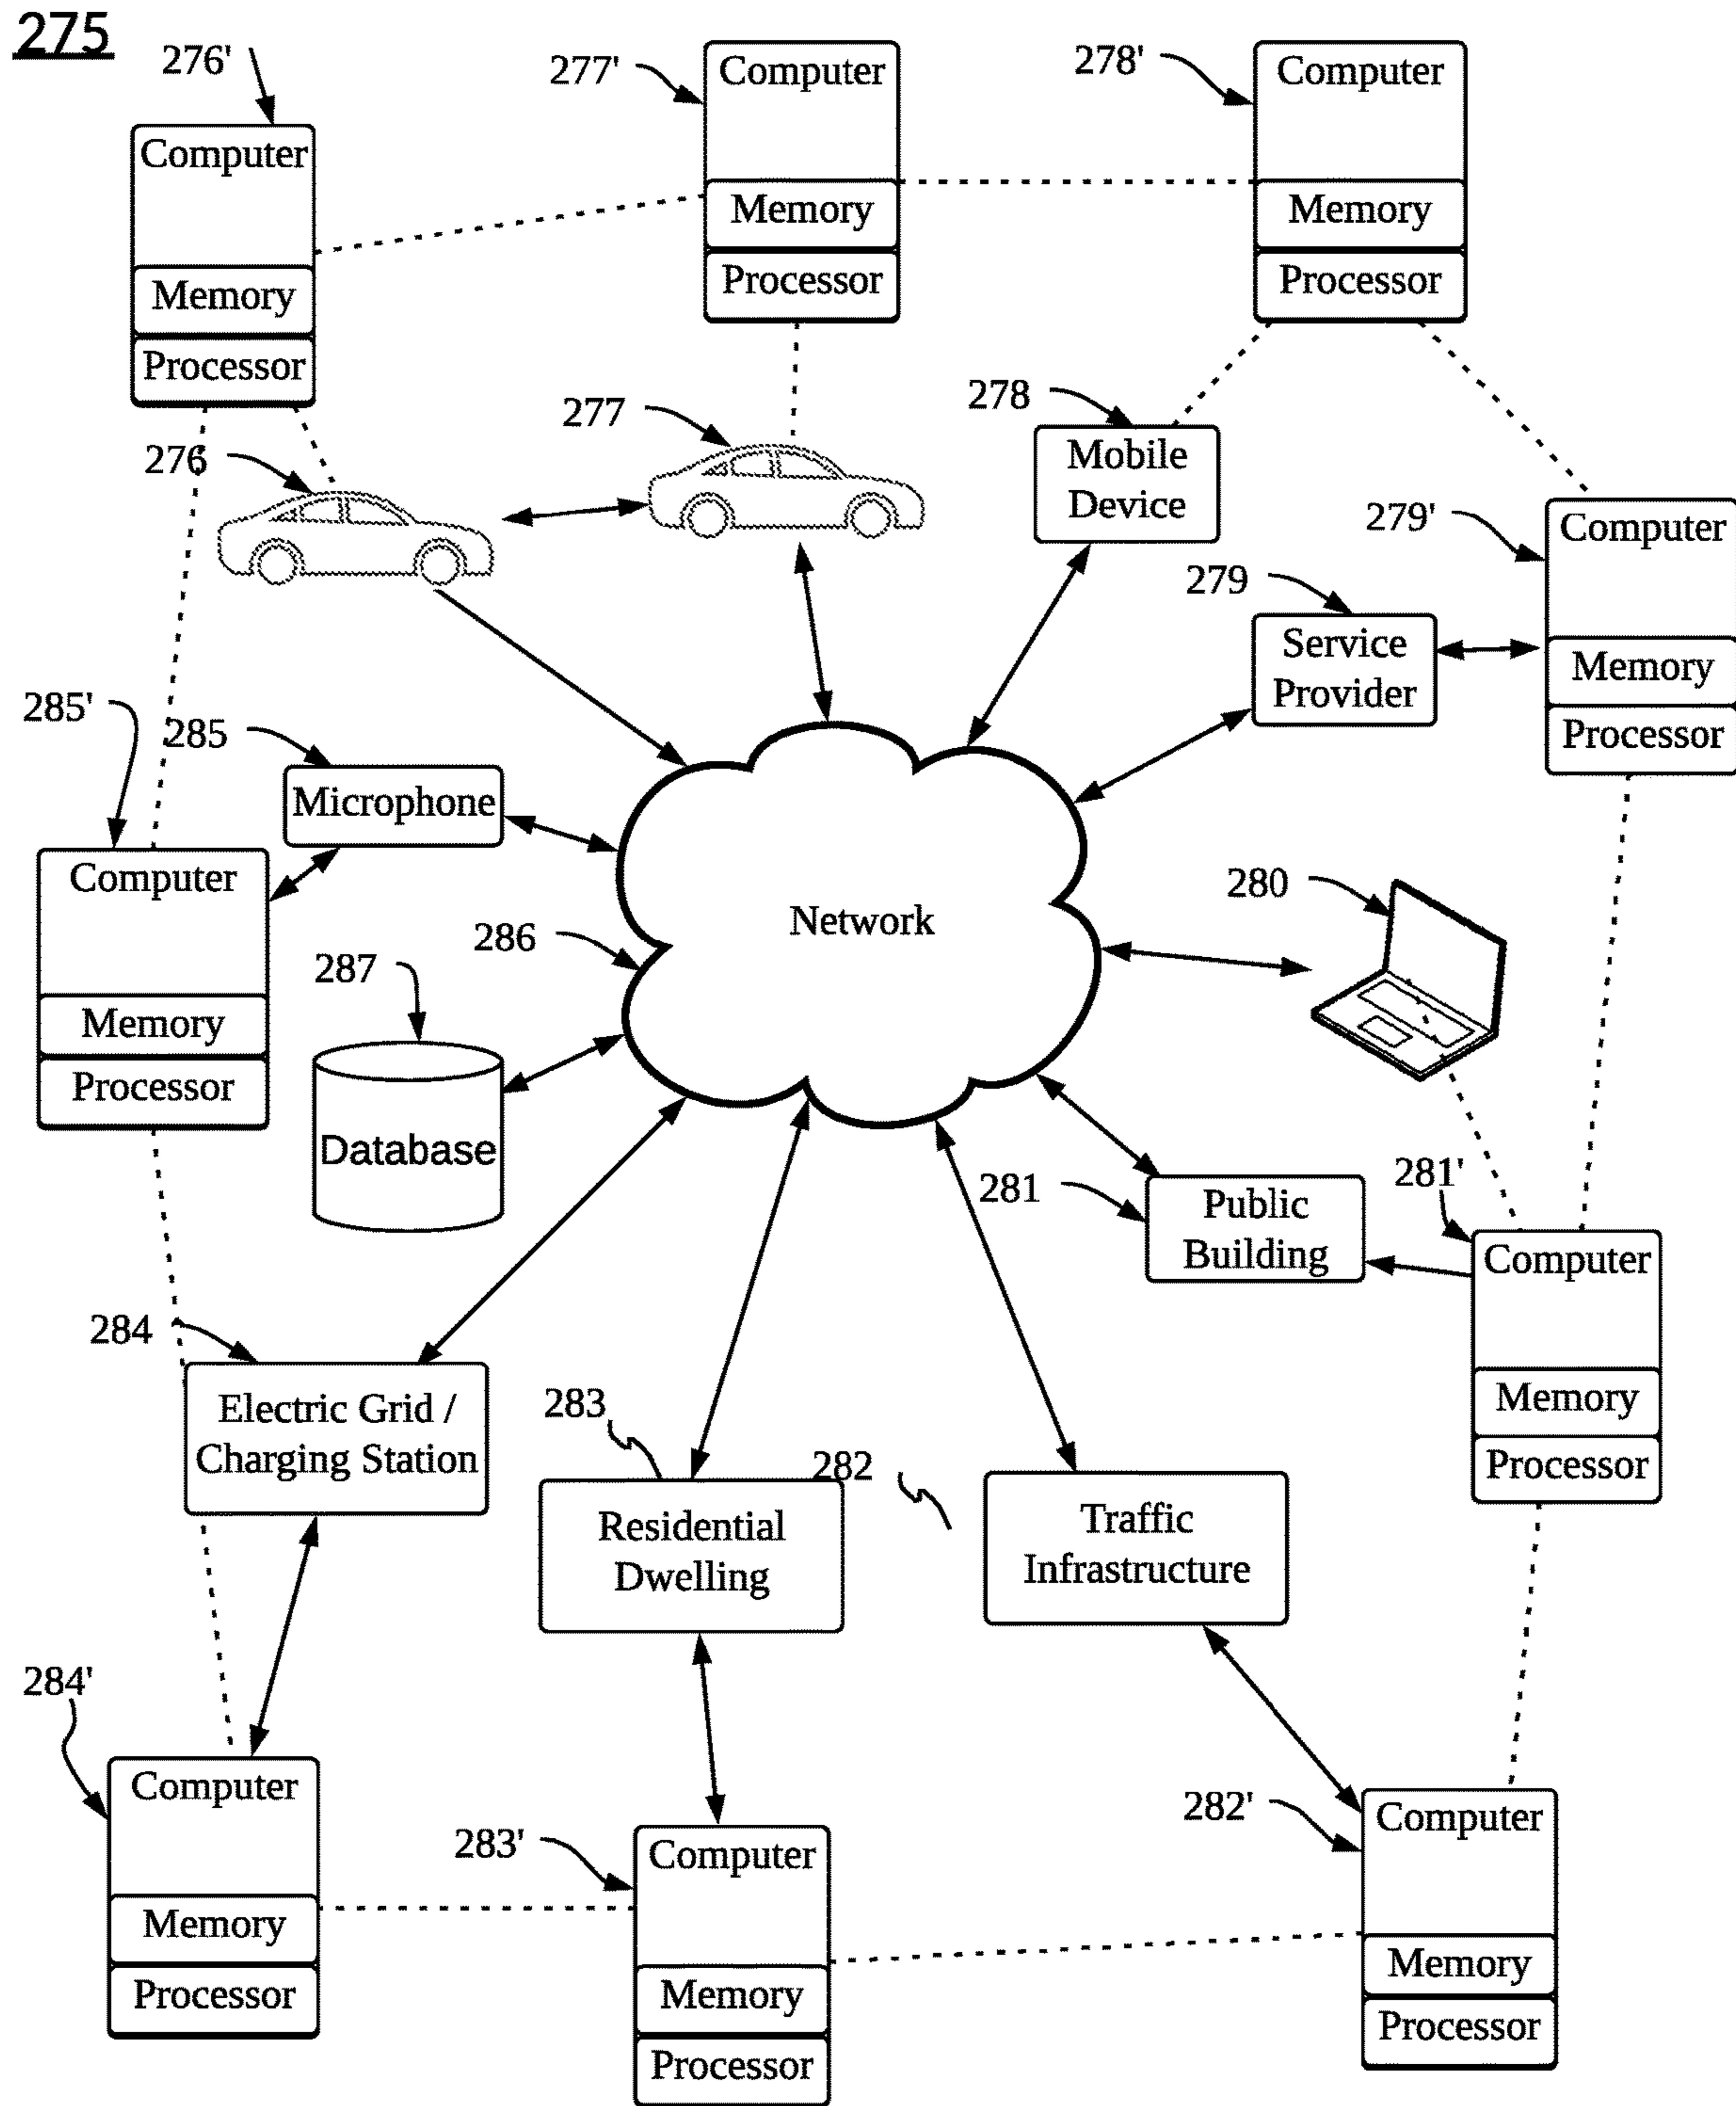 275
276'
277'
278'
Computer
Memory
Processor
Computer
Memory
Processor
Computer
Memory
Processor
276
277
278
Mobile
Device
279'
Computer
Memory
Processor
279
Service
Provider
285'
285
Microphone
Computer
Memory
Processor
286
Network
280
287
Database
281
Public
Building
281'
Computer
Memory
Processor
284
Electric Grid /
Charging Station
283
Residential
Dwelling
282
Traffic
Infrastructure
284'
Computer
Memory
Processor
283'
Computer
Memory
Processor
282'
Computer
Memory
Processor